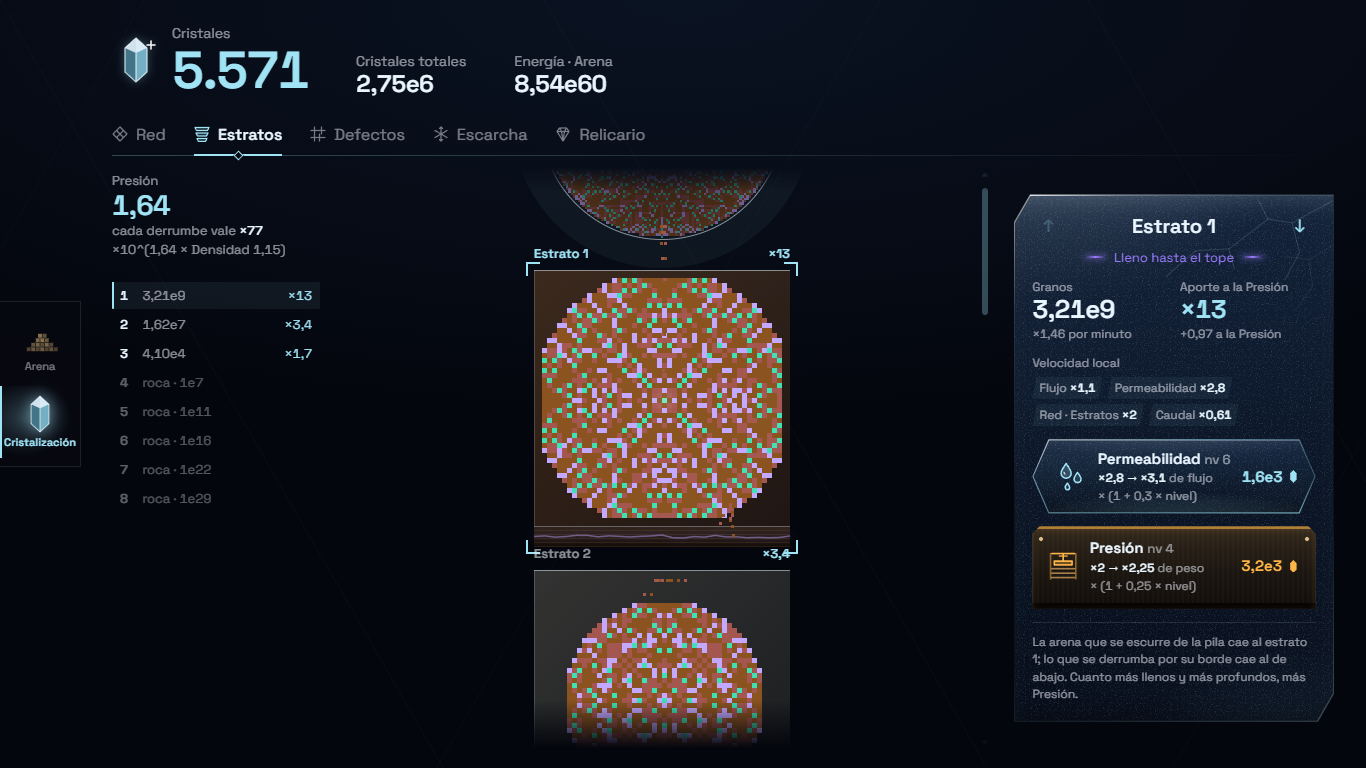 Cristales
5.571
Cristales totales
2,75e6
Energía · Arena
8,54e60
Red
Estratos
Defectos
Escarcha
Relicario
Presión
1,64
cada derrumbe vale ×77
×10^(1,64 × Densidad 1,15)
1 3,21e9 ×13
2 1,62e7 ×3,4
3 4,10e4 ×1,7
4 roca · 1e7
5 roca · 1e11
6 roca · 1e16
7 roca · 1e22
8 roca · 1e29
Arena
Cristalización
Estrato 1 ×13
Estrato 2 ×3,4
Estrato 1
Lleno hasta el tope
Granos
3,21e9
×1,46 por minuto
Aporte a la Presión
×13
+0,97 a la Presión
Velocidad local
Flujo ×1,1
Permeabilidad ×2,8
Red · Estratos ×2
Caudal ×0,61
Permeabilidad nv 6
×2,8 → ×3,1 de flujo
× (1 + 0,3 × nivel)
1,6e3
Presión nv 4
×2 → ×2,25 de peso
× (1 + 0,25 × nivel)
3,2e3
La arena que se escurre de la pila cae al estrato
1; lo que se derrumba por su borde cae al de
abajo. Cuanto más llenos y más profundos, más
Presión.